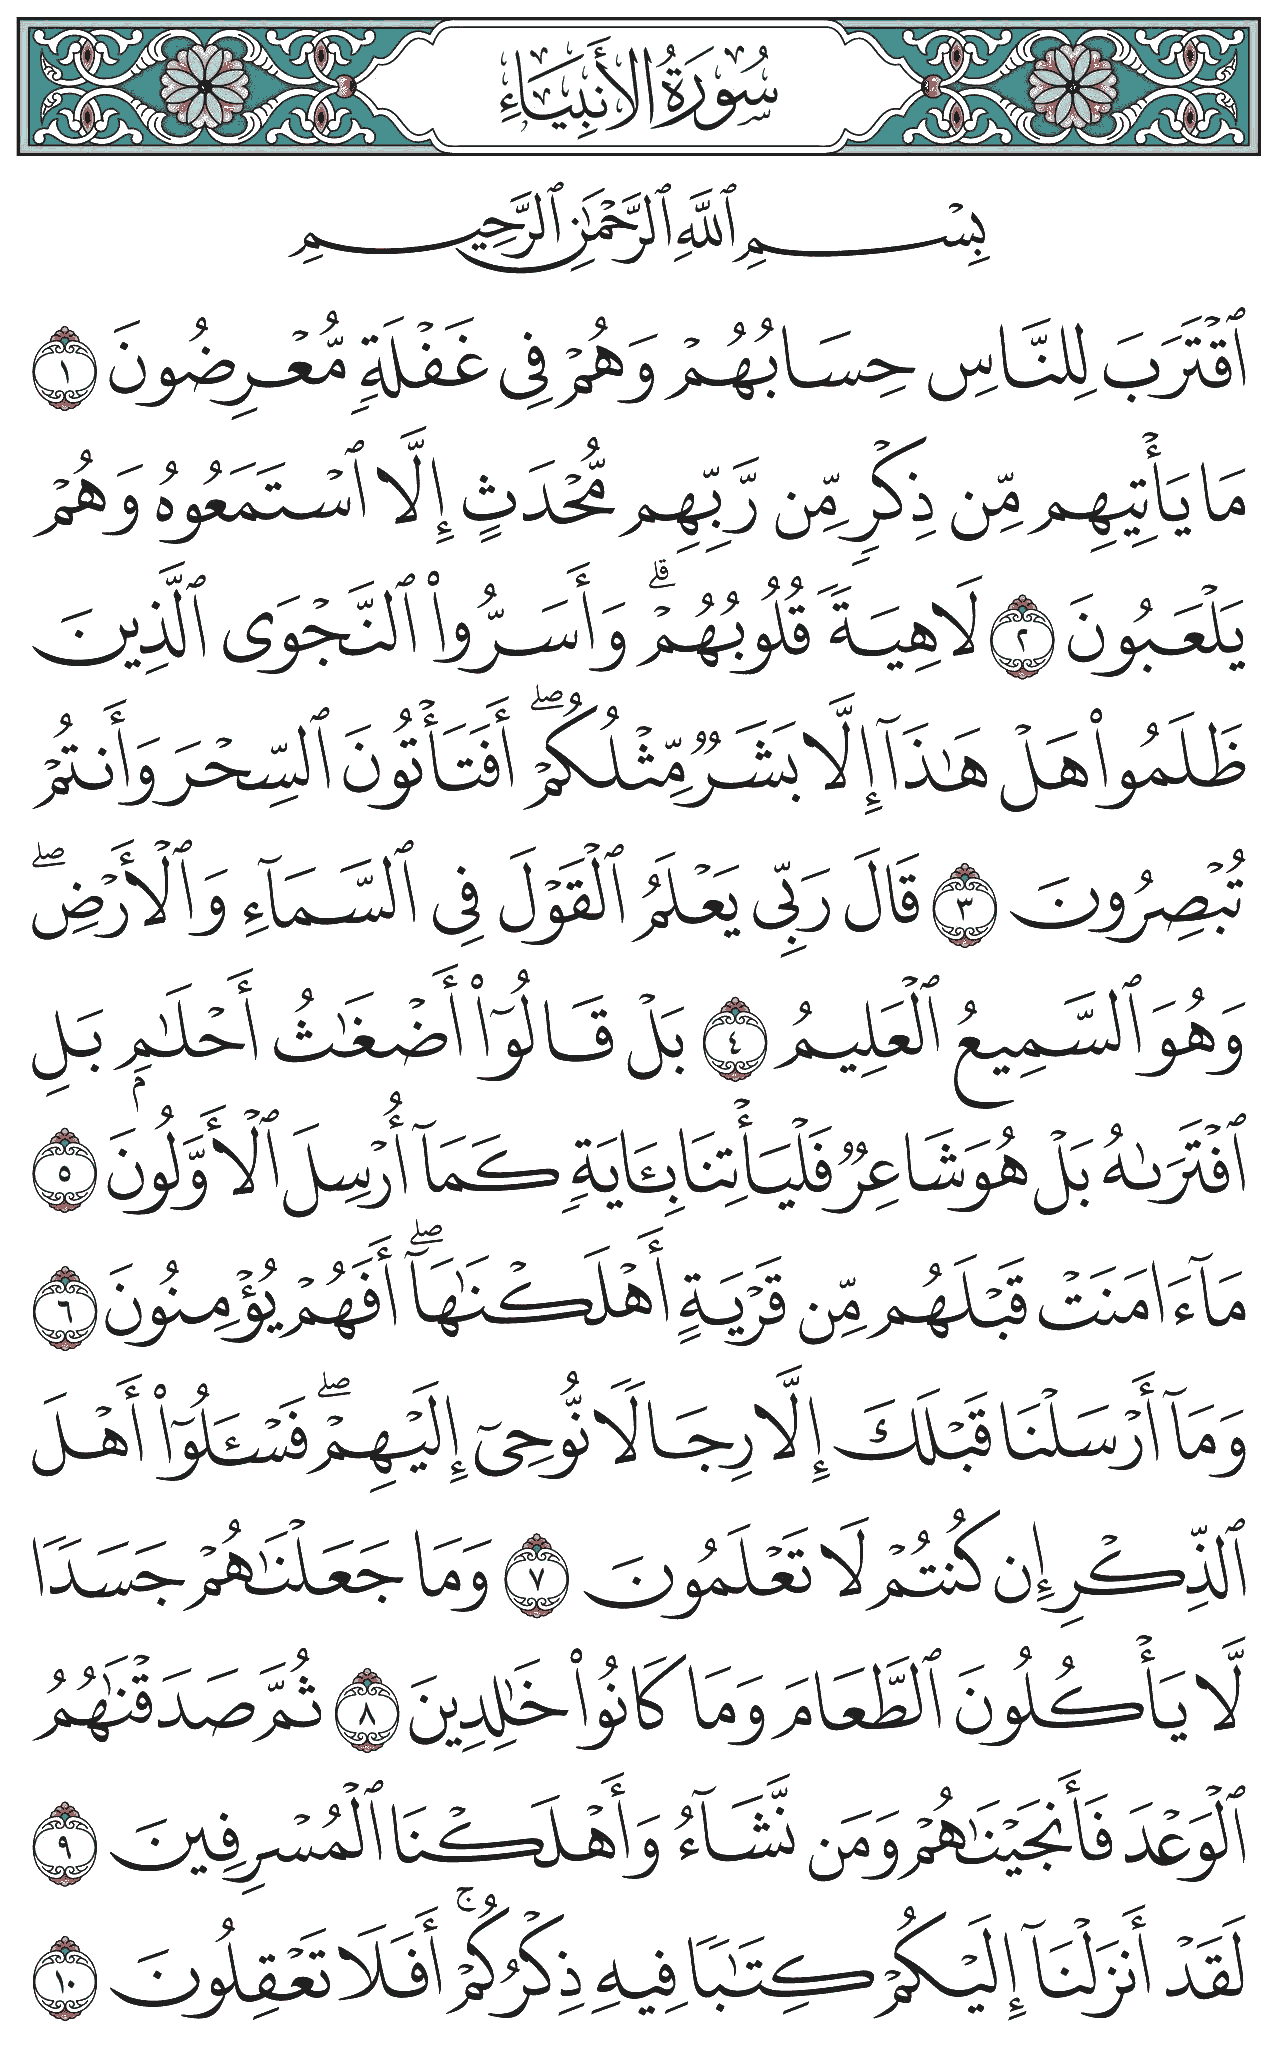 سُورَةُ الأَنبِيَاءِ
بِسْمِ ٱللَّهِ ٱلرَّحْمَٰنِ ٱلرَّحِيمِ
ٱقْتَرَبَ لِلنَّاسِ حِسَابُهُمْ وَهُمْ فِى غَفْلَةٍ مُّعْرِضُونَ ١
مَا يَأْتِيهِم مِّن ذِكْرٍ مِّن رَّبِّهِم مُّحْدَثٍ إِلَّا ٱسْتَمَعُوهُ وَهُمْ
يَلْعَبُونَ ٢ لَاهِيَةً قُلُوبُهُمْ ۗ وَأَسَرُّوا۟ ٱلنَّجْوَى ٱلَّذِينَ
ظَلَمُوا۟ هَلْ هَٰذَآ إِلَّا بَشَرٌ مِّثْلُكُمْ ۖ أَفَتَأْتُونَ ٱلسِّحْرَ وَأَنتُمْ
تُبْصِرُونَ ٣ قَالَ رَبِّى يَعْلَمُ ٱلْقَوْلَ فِى ٱلسَّمَآءِ وَٱلْأَرْضِ ۖ
وَهُوَ ٱلسَّمِيعُ ٱلْعَلِيمُ ٤ بَلْ قَالُوٓا۟ أَضْغَٰثُ أَحْلَٰمٍۭ بَلِ
ٱفْتَرَىٰهُ بَلْ هُوَ شَاعِرٌ فَلْيَأْتِنَا بِـَٔايَةٍ كَمَآ أُرْسِلَ ٱلْأَوَّلُونَ ٥
مَآ ءَامَنَتْ قَبْلَهُم مِّن قَرْيَةٍ أَهْلَكْنَٰهَآ ۖ أَفَهُمْ يُؤْمِنُونَ ٦
وَمَآ أَرْسَلْنَا قَبْلَكَ إِلَّا رِجَالًا نُّوحِىٓ إِلَيْهِمْ ۖ فَسْـَٔلُوٓا۟ أَهْلَ
ٱلذِّكْرِ إِن كُنتُمْ لَا تَعْلَمُونَ ٧ وَمَا جَعَلْنَٰهُمْ جَسَدًا
لَّا يَأْكُلُونَ ٱلطَّعَامَ وَمَا كَانُوا۟ خَٰلِدِينَ ٨ ثُمَّ صَدَقْنَٰهُمُ
ٱلْوَعْدَ فَأَنجَيْنَٰهُمْ وَمَن نَّشَآءُ وَأَهْلَكْنَا ٱلْمُسْرِفِينَ ٩
لَقَدْ أَنزَلْنَآ إِلَيْكُمْ كِتَٰبًا فِيهِ ذِكْرُكُمْ ۚ أَفَلَا تَعْقِلُونَ ١٠